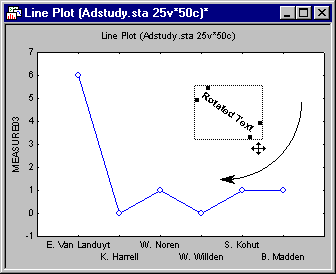 Line Plot (Adstudy.sta 25v*50c)*
Line Plot (Adstudy.sta 25v*50c)
7
6
5
4
3
2
1
0
-1
MEASURE03
Rotated Text
E. Van Landuyt
K. Harrell
W. Noren
W. Willden
S. Kohut
B. Madden